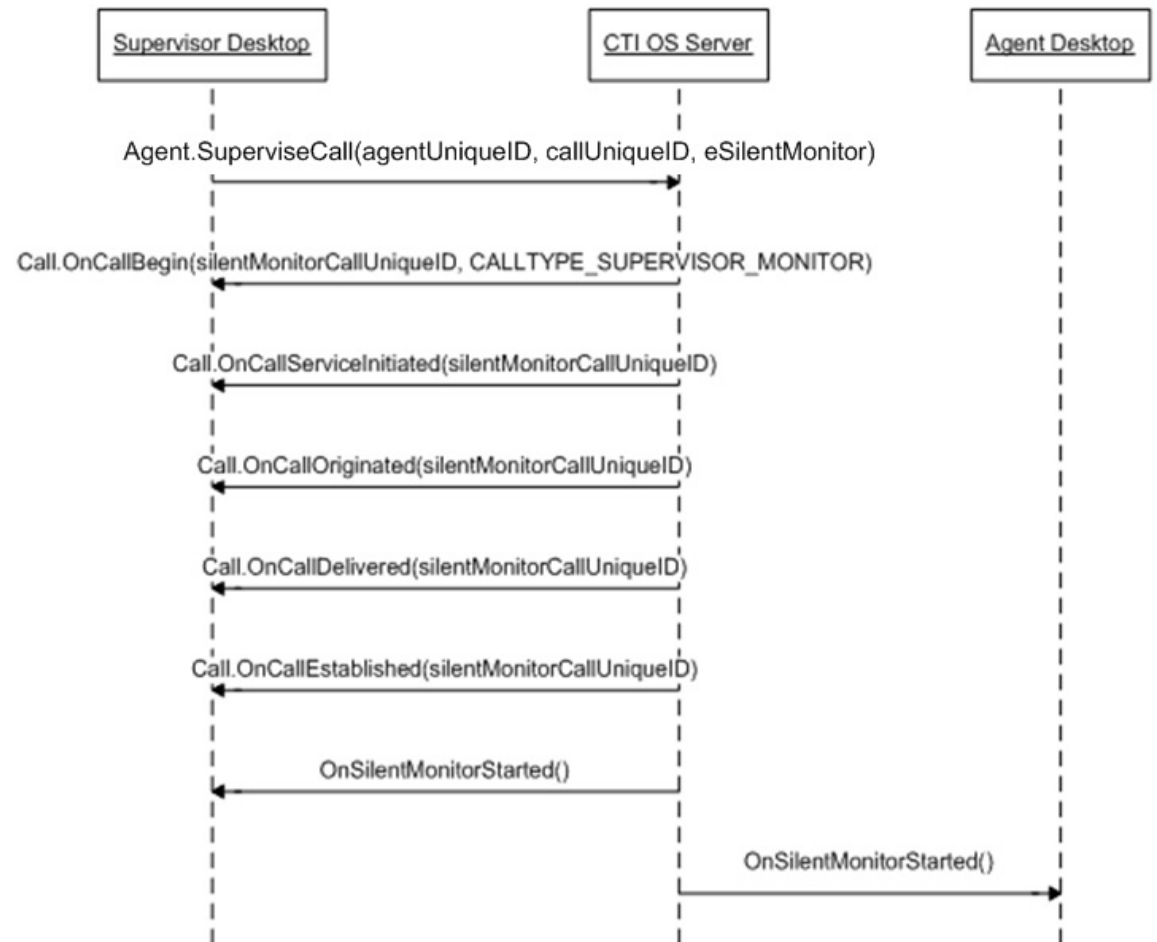 Supervisor Desktop
CTI OS Server
Agent Desktop
Agent.SuperviseCall(agentUniqueID, callUniqueID, eSilentMonitor)
Call.OnCallBegin(silentMonitorCallUniqueID, CALLTYPE_SUPERVISOR_MONITOR)
Call.OnCallServiceInitiated(silentMonitorCallUniqueID)
Call.OnCallOriginated(silentMonitorCallUniqueID)
Call.OnCallDelivered(silentMonitorCallUniqueID)
Call.OnCallEstablished(silentMonitorCallUniqueID)
OnSilentMonitorStarted()
OnSilentMonitorStarted()